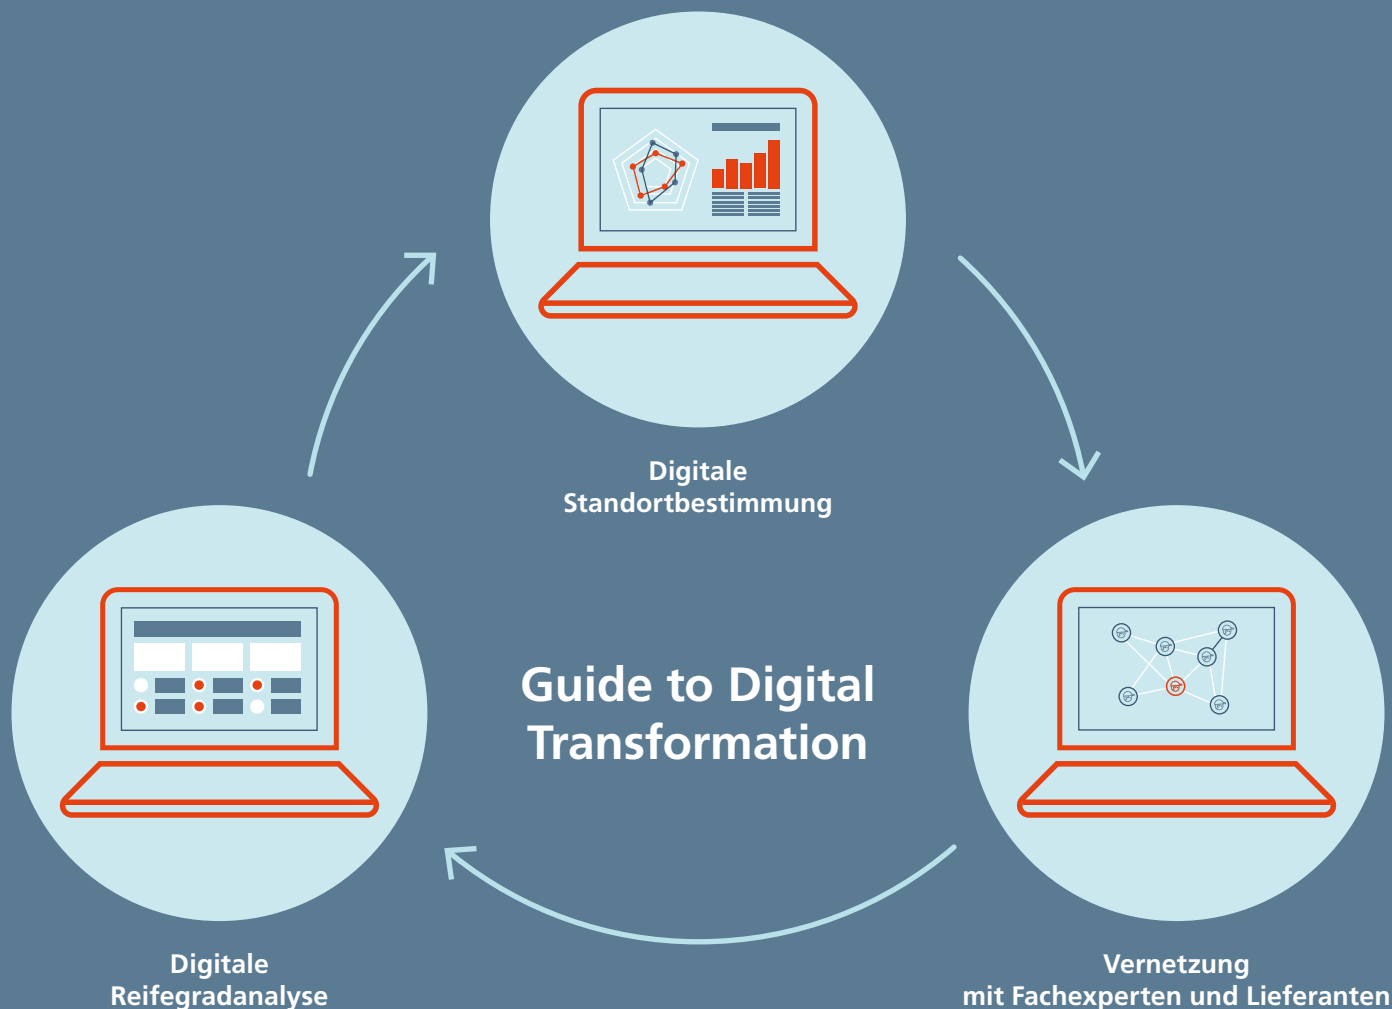 Digitale
Standortbestimmung
Guide to Digital
Transformation
Digitale
Reifegradanalyse
Vernetzung
mit Fachexperten und Lieferanten